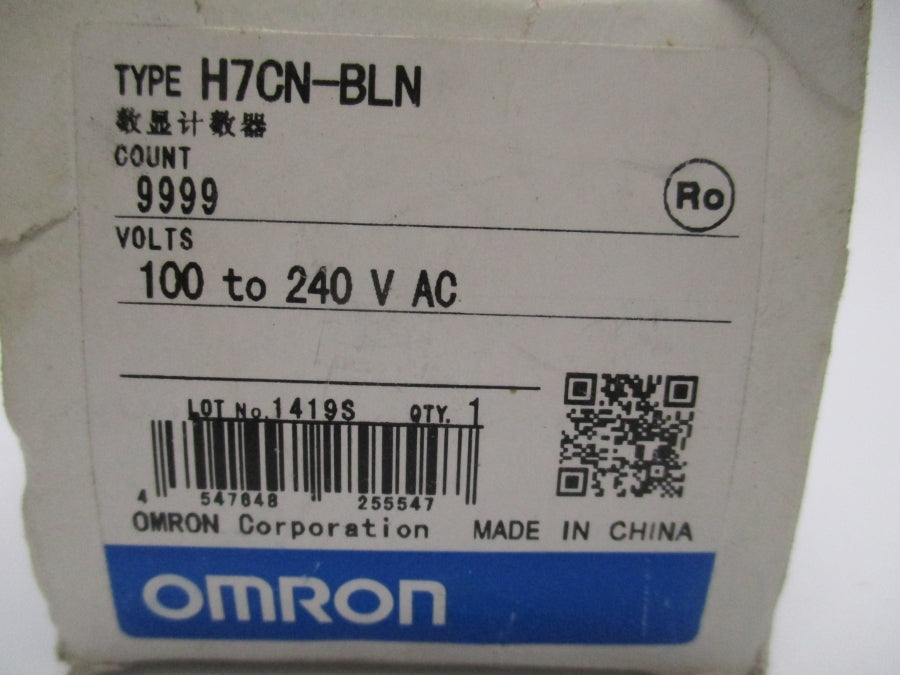 TYPE H7CN-BLN
数显计数器
COUNT
9999
Ro
VOLTS
100 to 240 V AC
LOT No.1419S QTY. 1
4 547648 255547
OMRON Corporation MADE IN CHINA
OMRON